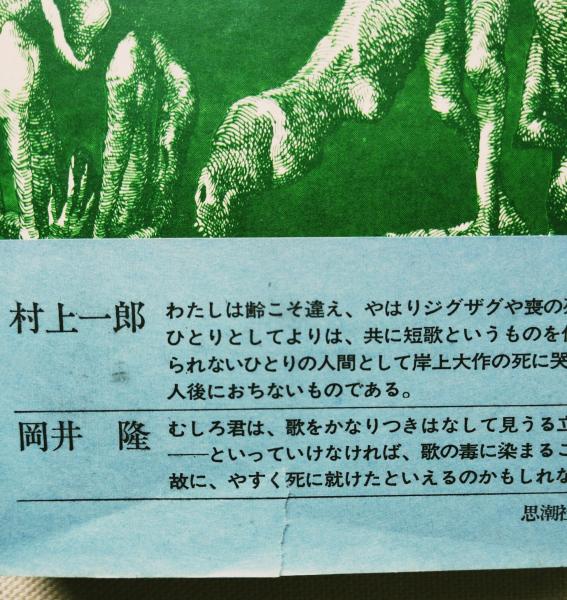 村上一郎
わたしは齢こそ違え、やはりジグザグや喪の
ひとりとしてよりは、共に短歌というものを
られないひとりの人間として岸上大作の死に哭
人後におちないものである。
岡井 隆
むしろ君は、歌をかなりつきはなして見うる立
──といっていけなければ、歌の毒に染まるこ
故に、やすく死に就けたといえるのかもしれな
思潮社